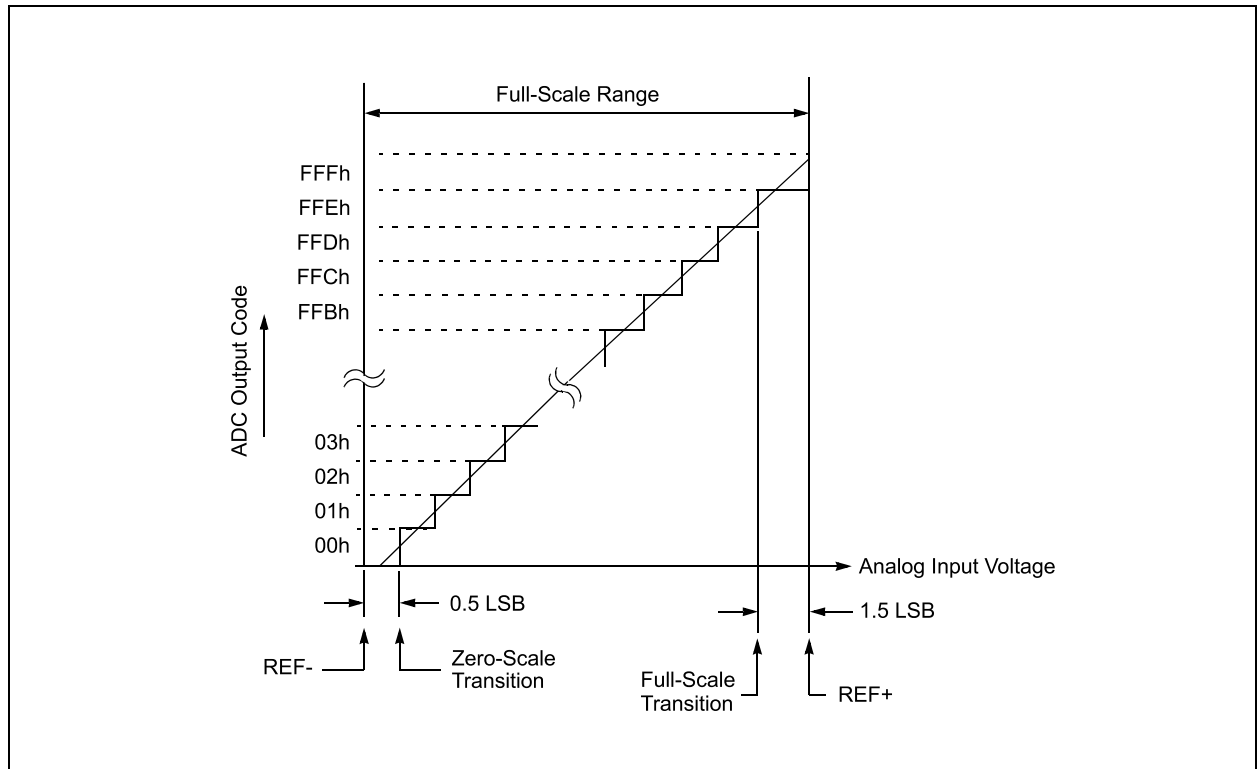 Full-Scale Range
FFFh
FFEh
FFDh
FFCh
FFBh
ADC Output Code
03h
02h
01h
00h
Analog Input Voltage
0.5 LSB
1.5 LSB
REF-
Zero-Scale
Transition
Full-Scale
Transition
REF+